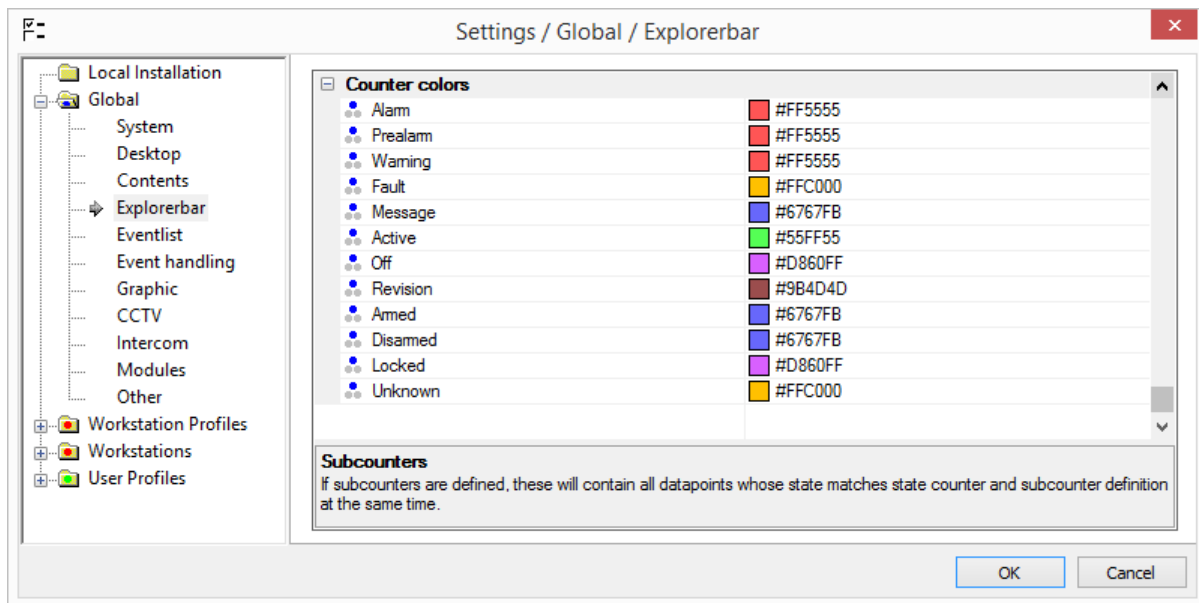 Settings / Global / Explorerbar
Local Installation
Global
System
Desktop
Contents
Explorerbar
Eventlist
Event handling
Graphic
CCTV
Intercom
Modules
Other
Workstation Profiles
Workstations
User Profiles
Counter colors
Alarm #FF5555
Prealarm #FF5555
Warning #FF5555
Fault #FFC000
Message #6767FB
Active #55FF55
Off #D860FF
Revision #9B4D4D
Armed #6767FB
Disarmed #6767FB
Locked #D860FF
Unknown #FFC000
Subcounters
If subcounters are defined, these will contain all datapoints whose state matches state counter and subcounter definition
at the same time.
OK Cancel